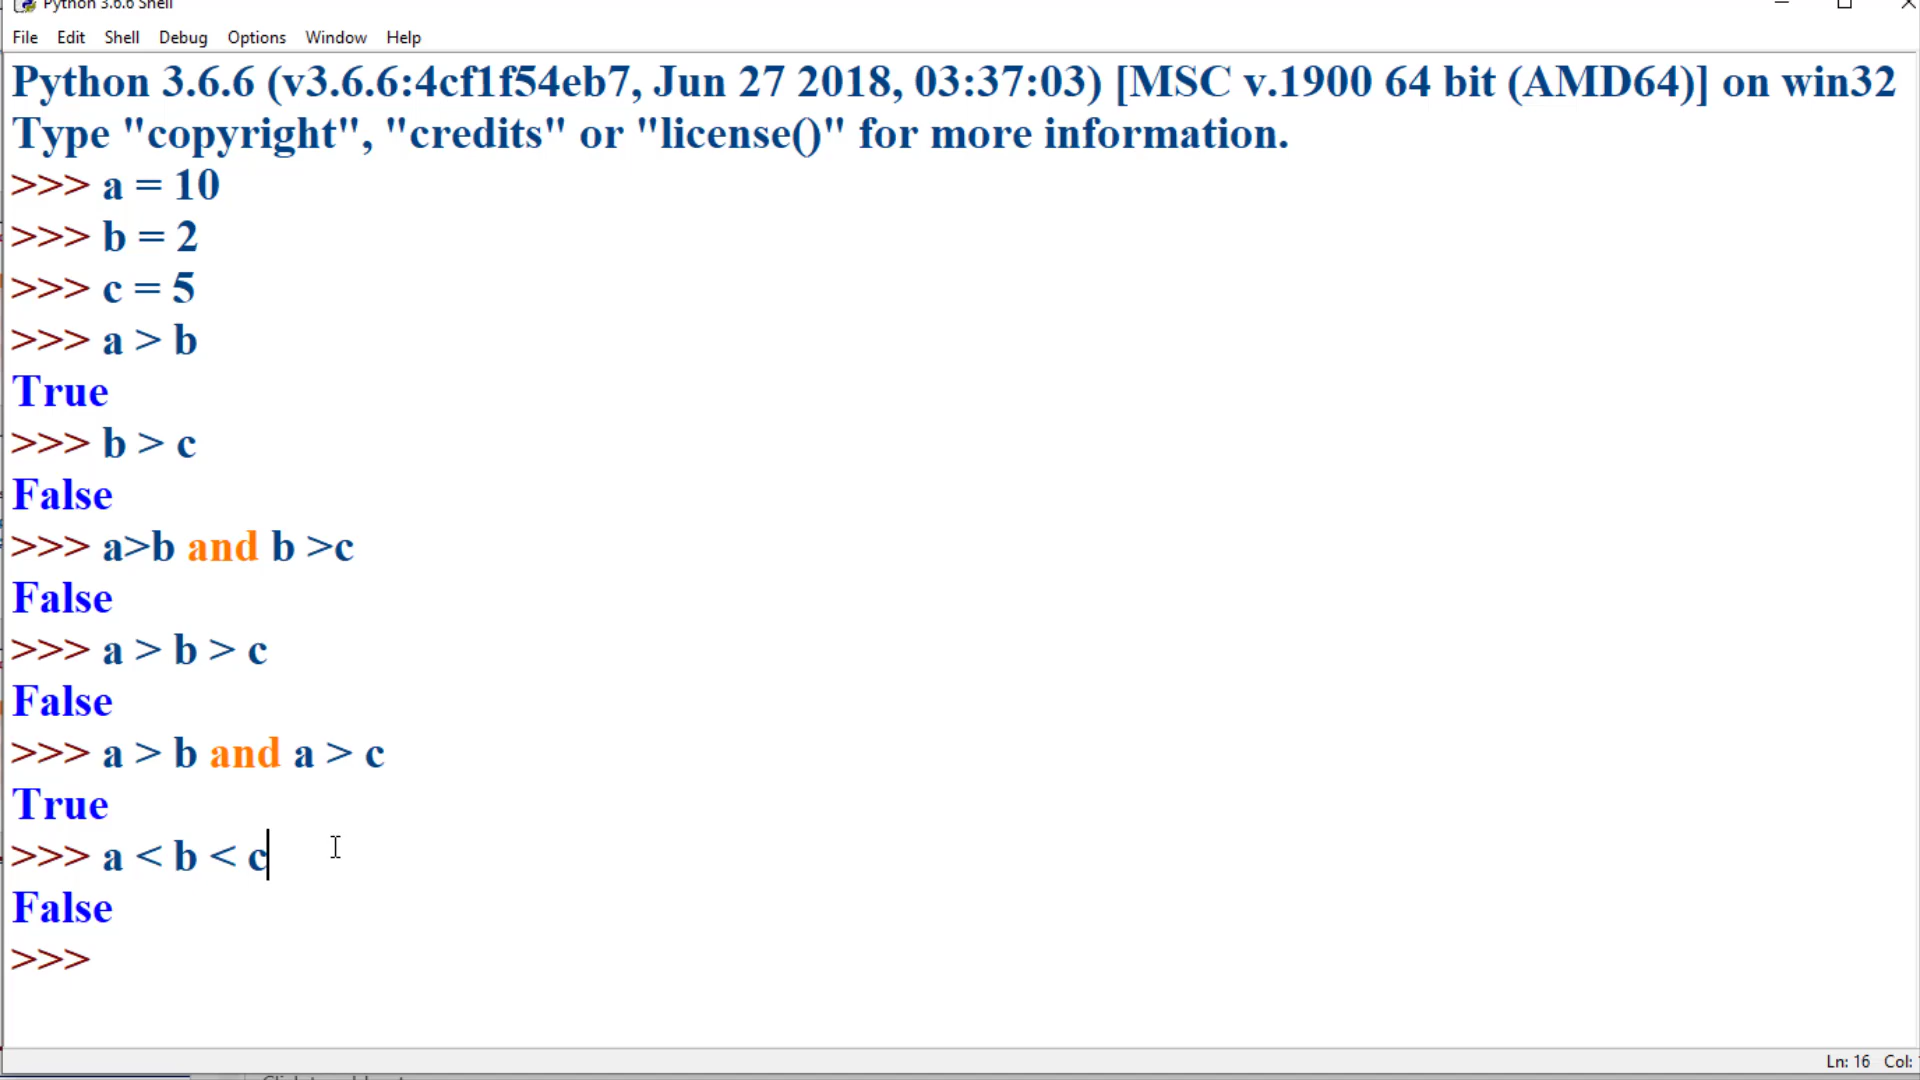 Python 3.6.6 Shell
File Edit Shell Debug Options Window Help
Python 3.6.6 (v3.6.6:4cf1f54eb7, Jun 27 2018, 03:37:03) [MSC v.1900 64 bit (AMD64)] on win32
Type "copyright", "credits" or "license()" for more information.
>>> a = 10
>>> b = 2
>>> c = 5
>>> a > b
True
>>> b > c
False
>>> a>b and b >c
False
>>> a > b > c
False
>>> a > b and a > c
True
>>> a < b < c
False
>>>
Ln: 16 Col: